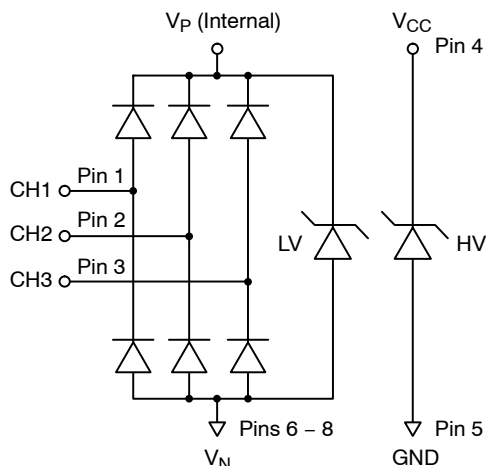 V_P (Internal)
V_CC
Pin 4
CH1 Pin 1
CH2 Pin 2
CH3 Pin 3
LV
HV
Pins 6 – 8
Pin 5
V_N
GND